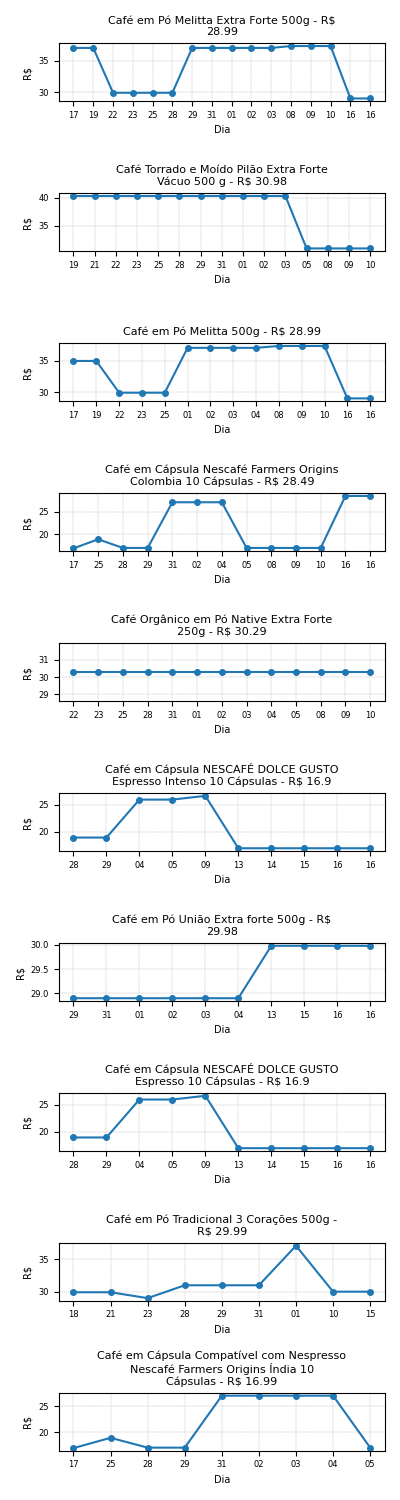 Café em Pó Melitta Extra Forte 500g - R$
28.99
35
30
R$
17 19 22 23 25 28 29 31 01 02 03 08 09 10 16 16
Dia
Café Torrado e Moído Pilão Extra Forte
Vácuo 500 g - R$ 30.98
40
35
R$
19 21 22 23 25 28 29 31 01 02 03 05 08 09 10
Dia
Café em Pó Melitta 500g - R$ 28.99
35
30
R$
17 19 22 23 25 01 02 03 04 08 09 10 16 16
Dia
Café em Cápsula Nescafé Farmers Origins
Colombia 10 Cápsulas - R$ 28.49
25
20
R$
17 25 28 29 31 02 04 05 08 09 10 16 16
Dia
Café Orgânico em Pó Native Extra Forte
250g - R$ 30.29
31
30
29
R$
22 23 25 28 31 01 02 03 04 05 08 09 10
Dia
Café em Cápsula NESCAFÉ DOLCE GUSTO
Espresso Intenso 10 Cápsulas - R$ 16.9
25
20
R$
28 29 04 05 09 13 14 15 16 16
Dia
Café em Pó União Extra forte 500g - R$
29.98
30.0
29.5
29.0
R$
29 31 01 02 03 04 13 15 16 16
Dia
Café em Cápsula NESCAFÉ DOLCE GUSTO
Espresso 10 Cápsulas - R$ 16.9
25
20
R$
28 29 04 05 09 13 14 15 16 16
Dia
Café em Pó Tradicional 3 Corações 500g -
R$ 29.99
35
30
R$
18 21 23 28 29 31 01 10 15
Dia
Café em Cápsula Compatível com Nespresso
Nescafé Farmers Origins Índia 10
Cápsulas - R$ 16.99
25
20
R$
17 25 28 29 31 02 03 04 05
Dia